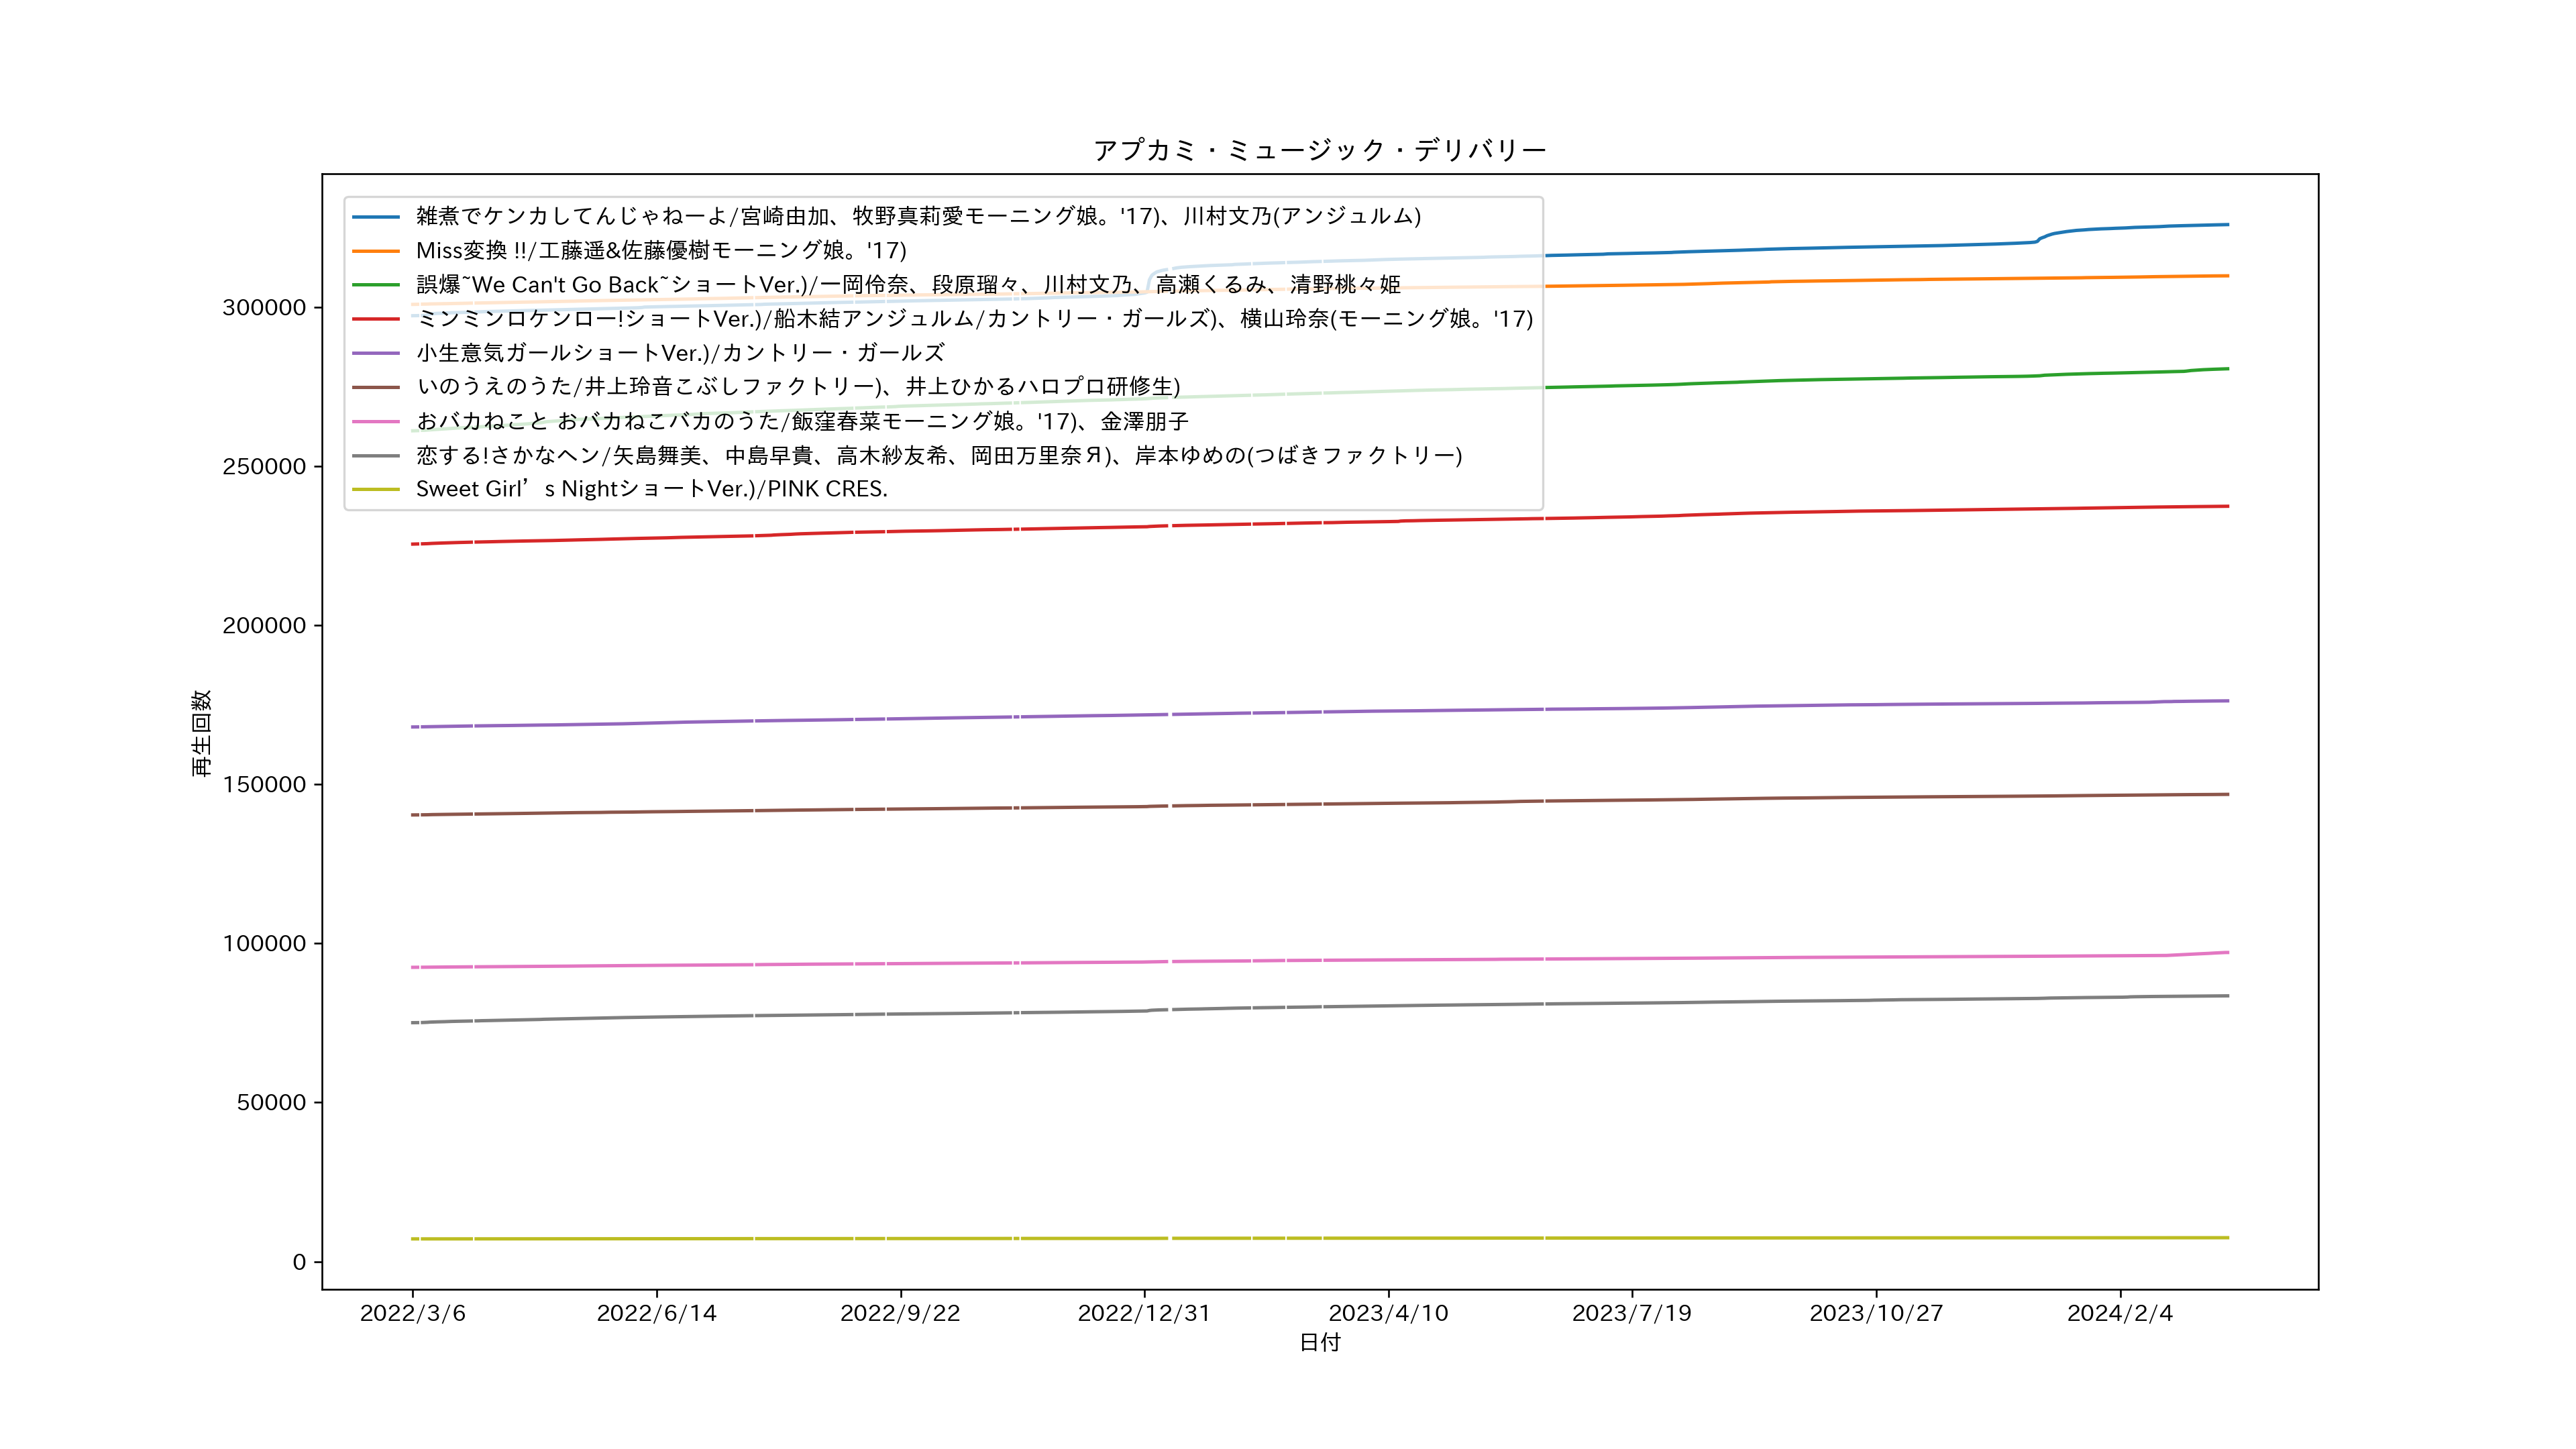 アプカミ・ミュージック・デリバリー
雑煮でケンカしてんじゃねーよ/宮崎由加、牧野真莉愛モーニング娘。'17)、川村文乃(アンジュルム)
Miss変換 !!/工藤遥&佐藤優樹モーニング娘。'17)
誤爆~We Can't Go Back~ショートVer.)/一岡伶奈、段原瑠々、川村文乃、高瀬くるみ、清野桃々姫
ミンミンロケンロー!ショートVer.)/船木結アンジュルム/カントリー・ガールズ)、横山玲奈(モーニング娘。'17)
小生意気ガールショートVer.)/カントリー・ガールズ
いのうえのうた/井上玲音こぶしファクトリー)、井上ひかるハロプロ研修生)
おバカねこと おバカねこバカのうた/飯窪春菜モーニング娘。'17)、金澤朋子
恋する!さかなヘン/矢島舞美、中島早貴、高木紗友希、岡田万里奈Я)、岸本ゆめの(つばきファクトリー)
Sweet Girl’s NightショートVer.)/PINK CRES.
再生回数
300000
250000
200000
150000
100000
50000
0
2022/3/6 2022/6/14 2022/9/22 2022/12/31 2023/4/10 2023/7/19 2023/10/27 2024/2/4
日付